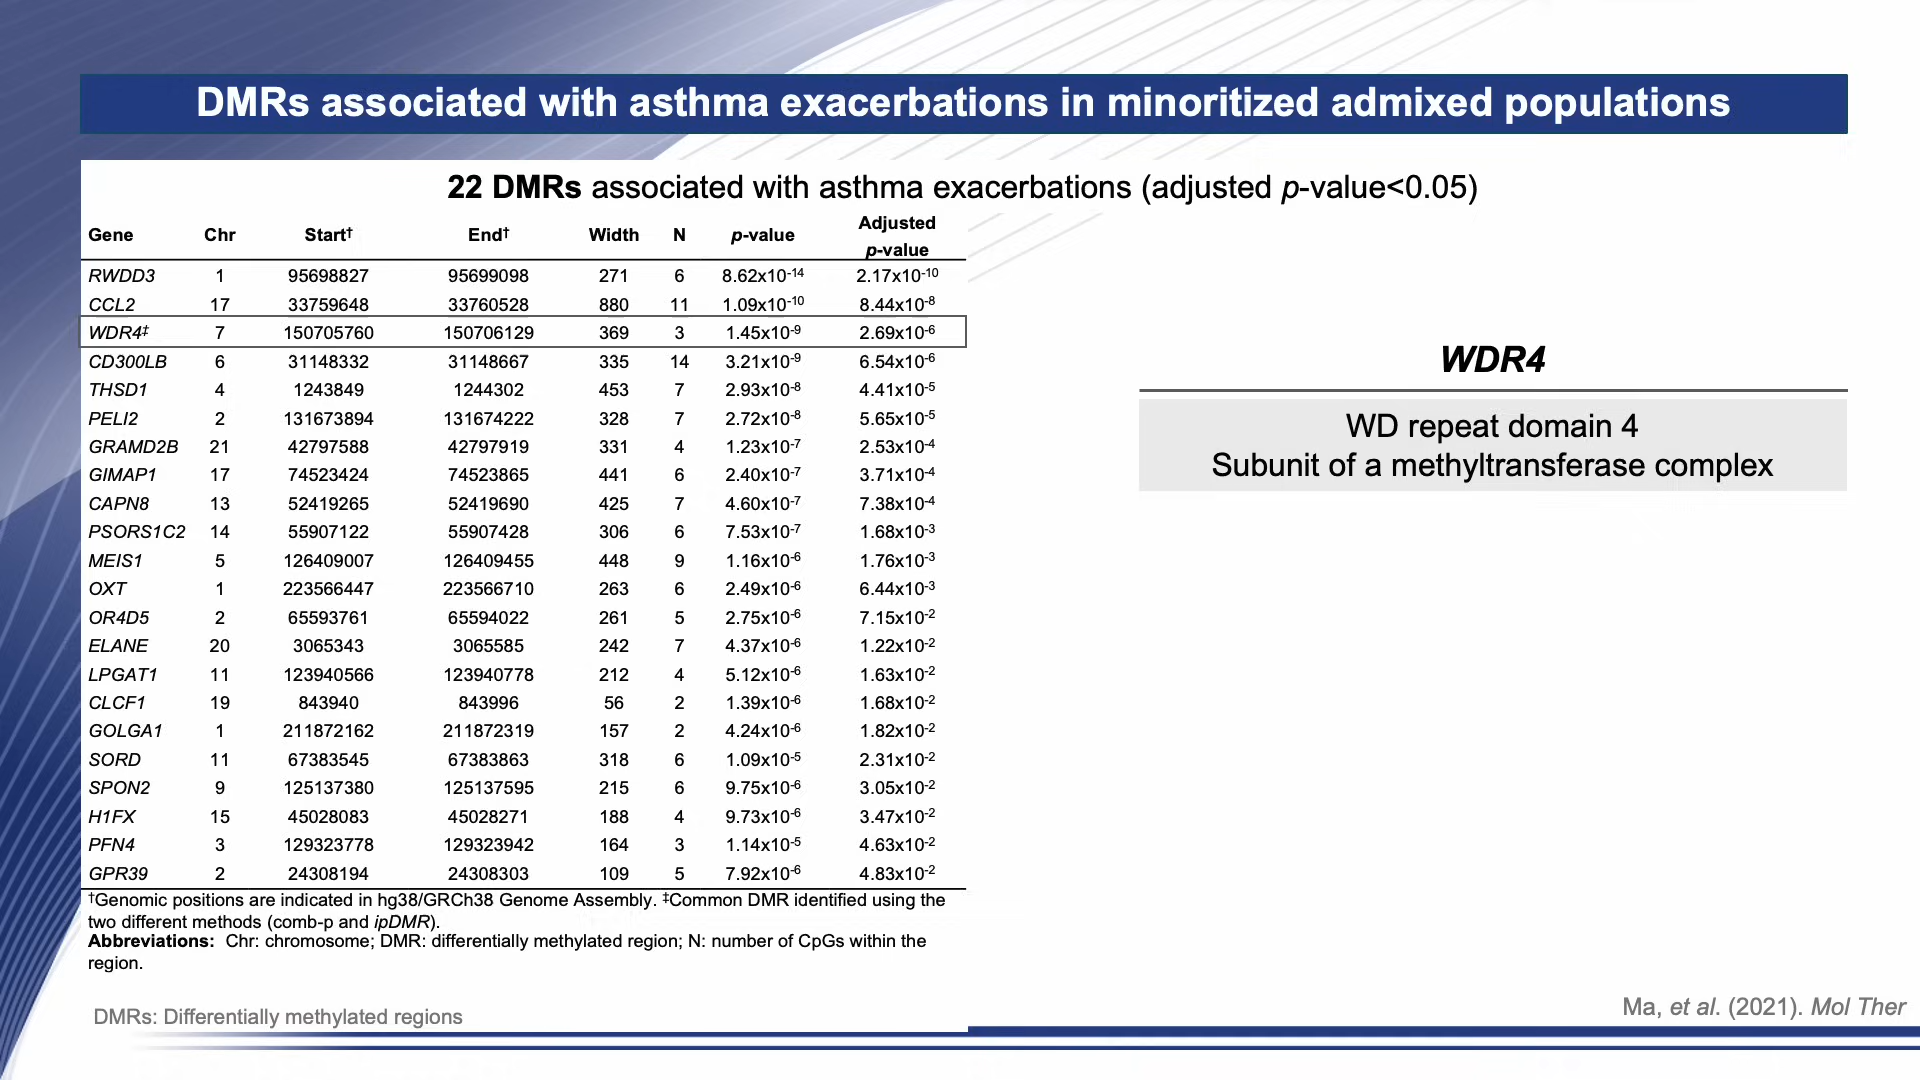 DMRs associated with asthma exacerbations in minoritized admixed populations
22 DMRs associated with asthma exacerbations (adjusted p-value<0.05)
Gene Chr Start† End† Width N p-value Adjusted p-value
RWDD3 1 95698827 95699098 271 6 8.62x10⁻¹⁴ 2.17x10⁻¹⁰
CCL2 17 33759648 33760528 880 11 1.09x10⁻¹⁰ 8.44x10⁻⁸
WDR4‡ 7 150705760 150706129 369 3 1.45x10⁻⁹ 2.69x10⁻⁶
CD300LB 6 31148332 31148667 335 14 3.21x10⁻⁹ 6.54x10⁻⁶
THSD1 4 1243849 1244302 453 7 2.93x10⁻⁸ 4.41x10⁻⁵
PELI2 2 131673894 131674222 328 7 2.72x10⁻⁸ 5.65x10⁻⁵
GRAMD2B 21 42797588 42797919 331 4 1.23x10⁻⁷ 2.53x10⁻⁴
GIMAP1 17 74523424 74523865 441 6 2.40x10⁻⁷ 3.71x10⁻⁴
CAPN8 13 52419265 52419690 425 7 4.60x10⁻⁷ 7.38x10⁻⁴
PSORS1C2 14 55907122 55907428 306 6 7.53x10⁻⁷ 1.68x10⁻³
MEIS1 5 126409007 126409455 448 9 1.16x10⁻⁶ 1.76x10⁻³
OXT 1 223566447 223566710 263 6 2.49x10⁻⁶ 6.44x10⁻³
OR4D5 2 65593761 65594022 261 5 2.75x10⁻⁶ 7.15x10⁻²
ELANE 20 3065343 3065585 242 7 4.37x10⁻⁶ 1.22x10⁻²
LPGAT1 11 123940566 123940778 212 4 5.12x10⁻⁶ 1.63x10⁻²
CLCF1 19 843940 843996 56 2 1.39x10⁻⁶ 1.68x10⁻²
GOLGA1 1 211872162 211872319 157 2 4.24x10⁻⁶ 1.82x10⁻²
SORD 11 67383545 67383863 318 6 1.09x10⁻⁵ 2.31x10⁻²
SPON2 9 125137380 125137595 215 6 9.75x10⁻⁶ 3.05x10⁻²
H1FX 15 45028083 45028271 188 4 9.73x10⁻⁶ 3.47x10⁻²
PFN4 3 129323778 129323942 164 3 1.14x10⁻⁵ 4.63x10⁻²
GPR39 2 24308194 24308303 109 5 7.92x10⁻⁶ 4.83x10⁻²
†Genomic positions are indicated in hg38/GRCh38 Genome Assembly. ‡Common DMR identified using the
two different methods (comb-p and ipDMR).
Abbreviations: Chr: chromosome; DMR: differentially methylated region; N: number of CpGs within the
region.
WDR4
WD repeat domain 4
Subunit of a methyltransferase complex
DMRs: Differentially methylated regions
Ma, et al. (2021). Mol Ther